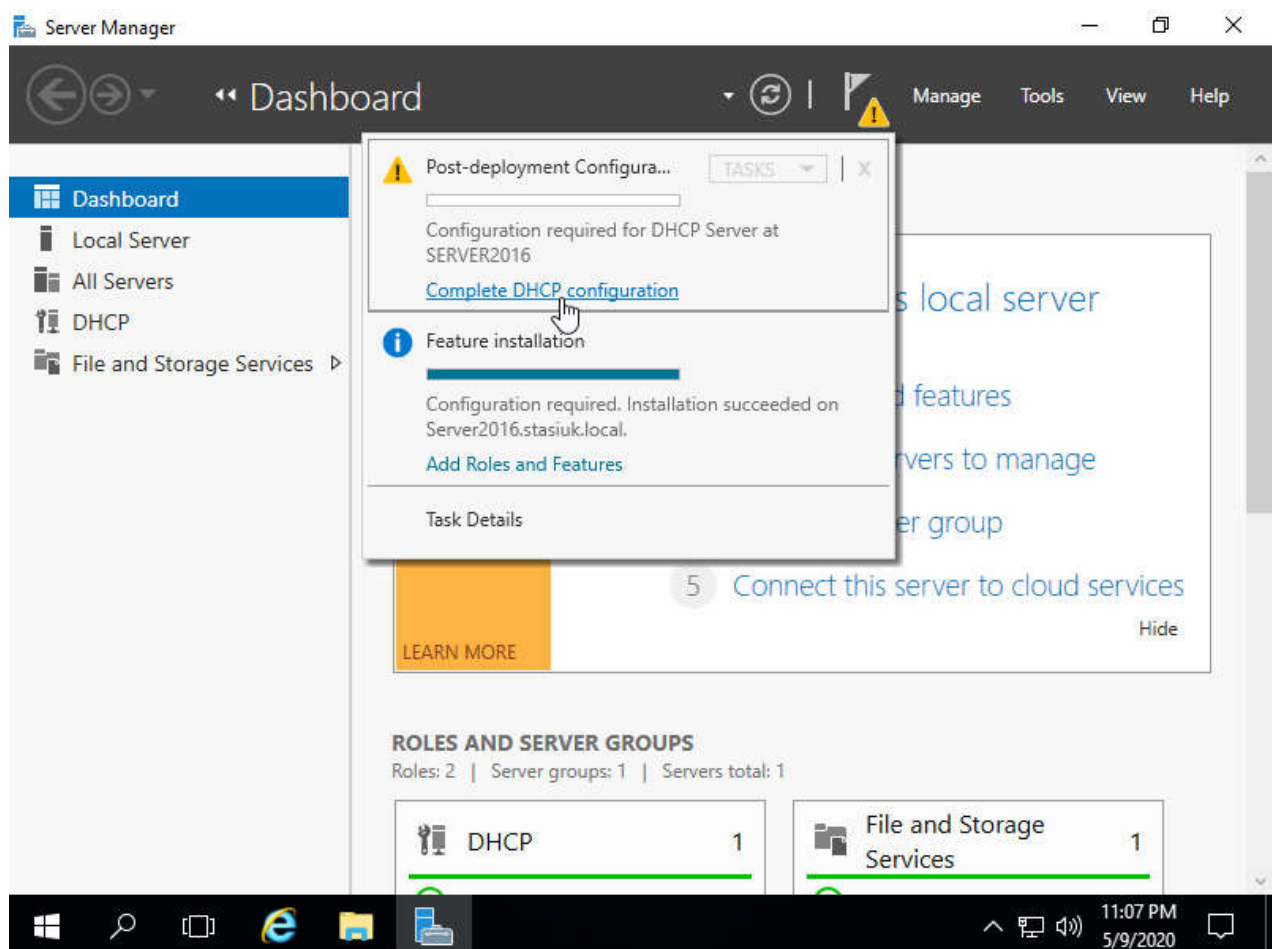 Server Manager
Dashboard
Manage Tools View Help
Dashboard
Local Server
All Servers
DHCP
File and Storage Services
Post-deployment Configura...
TASKS
X
Configuration required for DHCP Server at
SERVER2016
Complete DHCP configuration
Feature installation
Configuration required. Installation succeeded on
Server2016.stasiuk.local.
Add Roles and Features
Task Details
local server
features
to manage
group
5 Connect this server to cloud services
Hide
LEARN MORE
ROLES AND SERVER GROUPS
Roles: 2 | Server groups: 1 | Servers total: 1
DHCP 1
File and Storage
Services
1
11:07 PM
5/9/2020